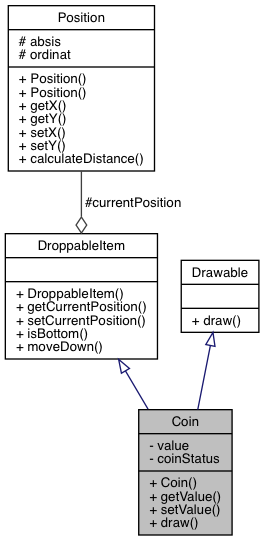 Position
# absis
# ordinat
+ Position()
+ Position()
+ getX()
+ getY()
+ setX()
+ setY()
+ calculateDistance()
#currentPosition
DroppableItem
+ DroppableItem()
+ getCurrentPosition()
+ setCurrentPosition()
+ isBottom()
+ moveDown()
Drawable
+ draw()
Coin
- value
- coinStatus
+ Coin()
+ getValue()
+ setValue()
+ draw()